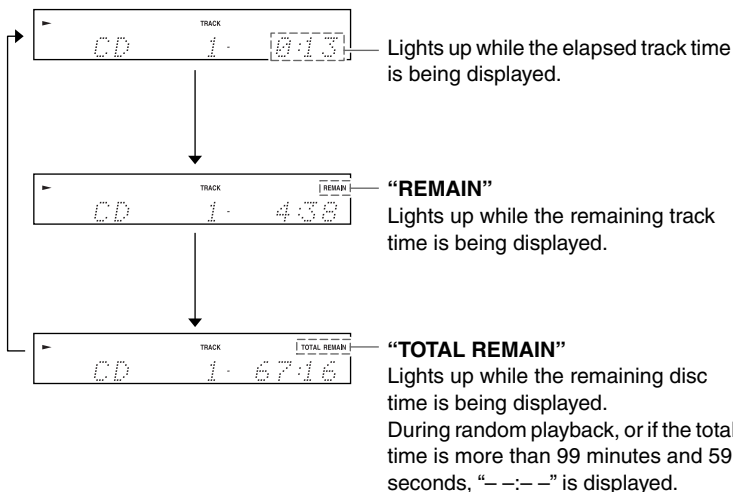 TRACK
CD 1- 0:13
Lights up while the elapsed track time
is being displayed.
TRACK REMAIN
CD 1- 4:38
“REMAIN”
Lights up while the remaining track
time is being displayed.
TRACK TOTAL REMAIN
CD 1- 67:16
“TOTAL REMAIN”
Lights up while the remaining disc
time is being displayed.
During random playback, or if the total
time is more than 99 minutes and 59
seconds, “– –:– –” is displayed.